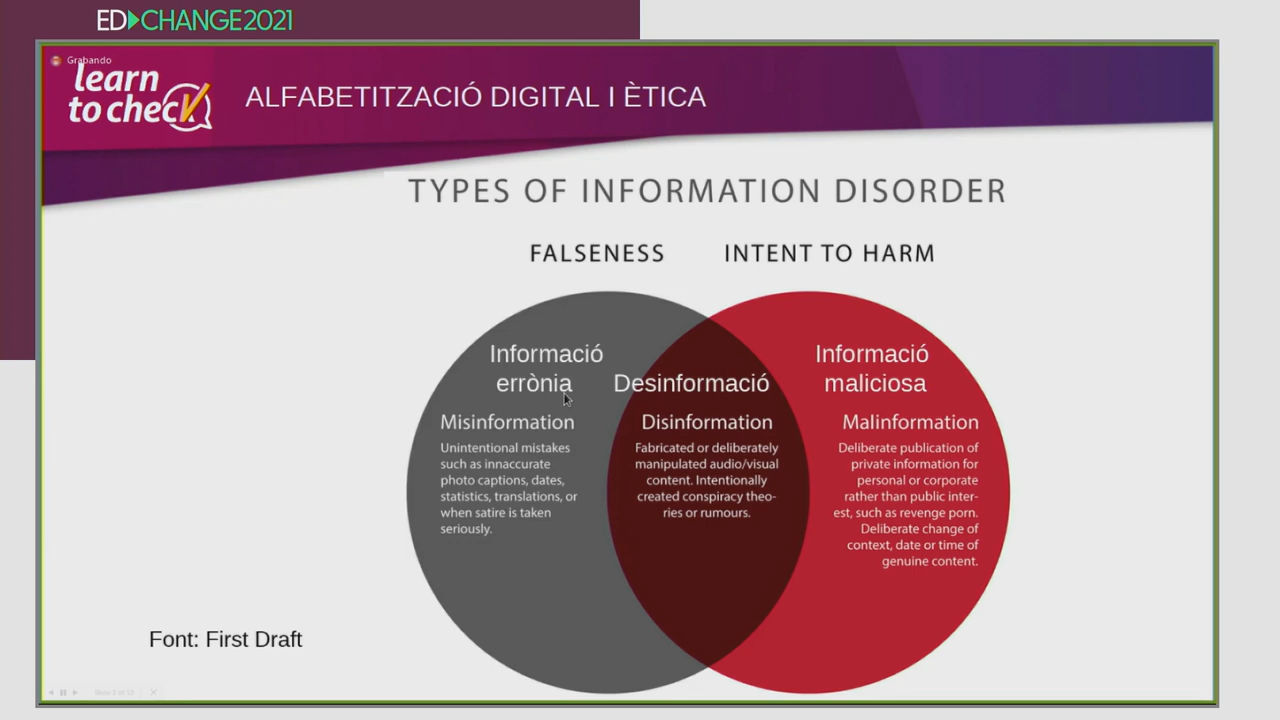 ED CHANGE2021
Grabando
learn
to check
ALFABETITZACIÓ DIGITAL I ÈTICA
TYPES OF INFORMATION DISORDER
FALSENESS
INTENT TO HARM
Informació
errònia
Misinformation
Unintentional mistakes
such as innaccurate
photo captions, dates,
statistics, translations, or
when satire is taken
seriously.
Desinformació
Disinformation
Fabricated or deliberately
manipulated audio/visual
content. Intentionally
created conspiracy theo-
ries or rumours.
Informació
maliciosa
Malinformation
Deliberate publication of
private information for
personal or corporate
rather than public inter-
est, such as revenge porn.
Deliberate change of
context, date or time of
genuine content.
Font: First Draft